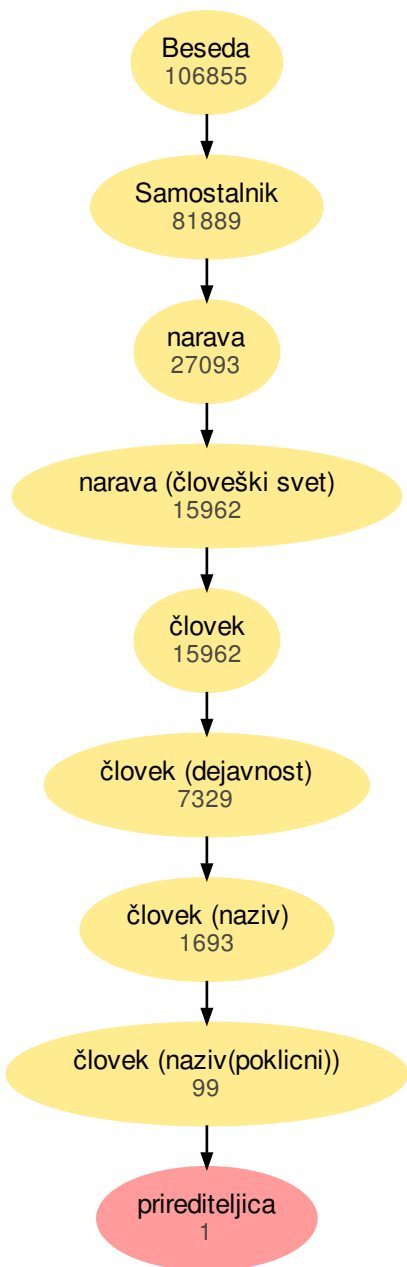 Beseda
106855
Samostalnik
81889
narava
27093
narava (človeški svet)
15962
človek
15962
človek (dejavnost)
7329
človek (naziv)
1693
človek (naziv(poklicni))
99
prirediteljica
1